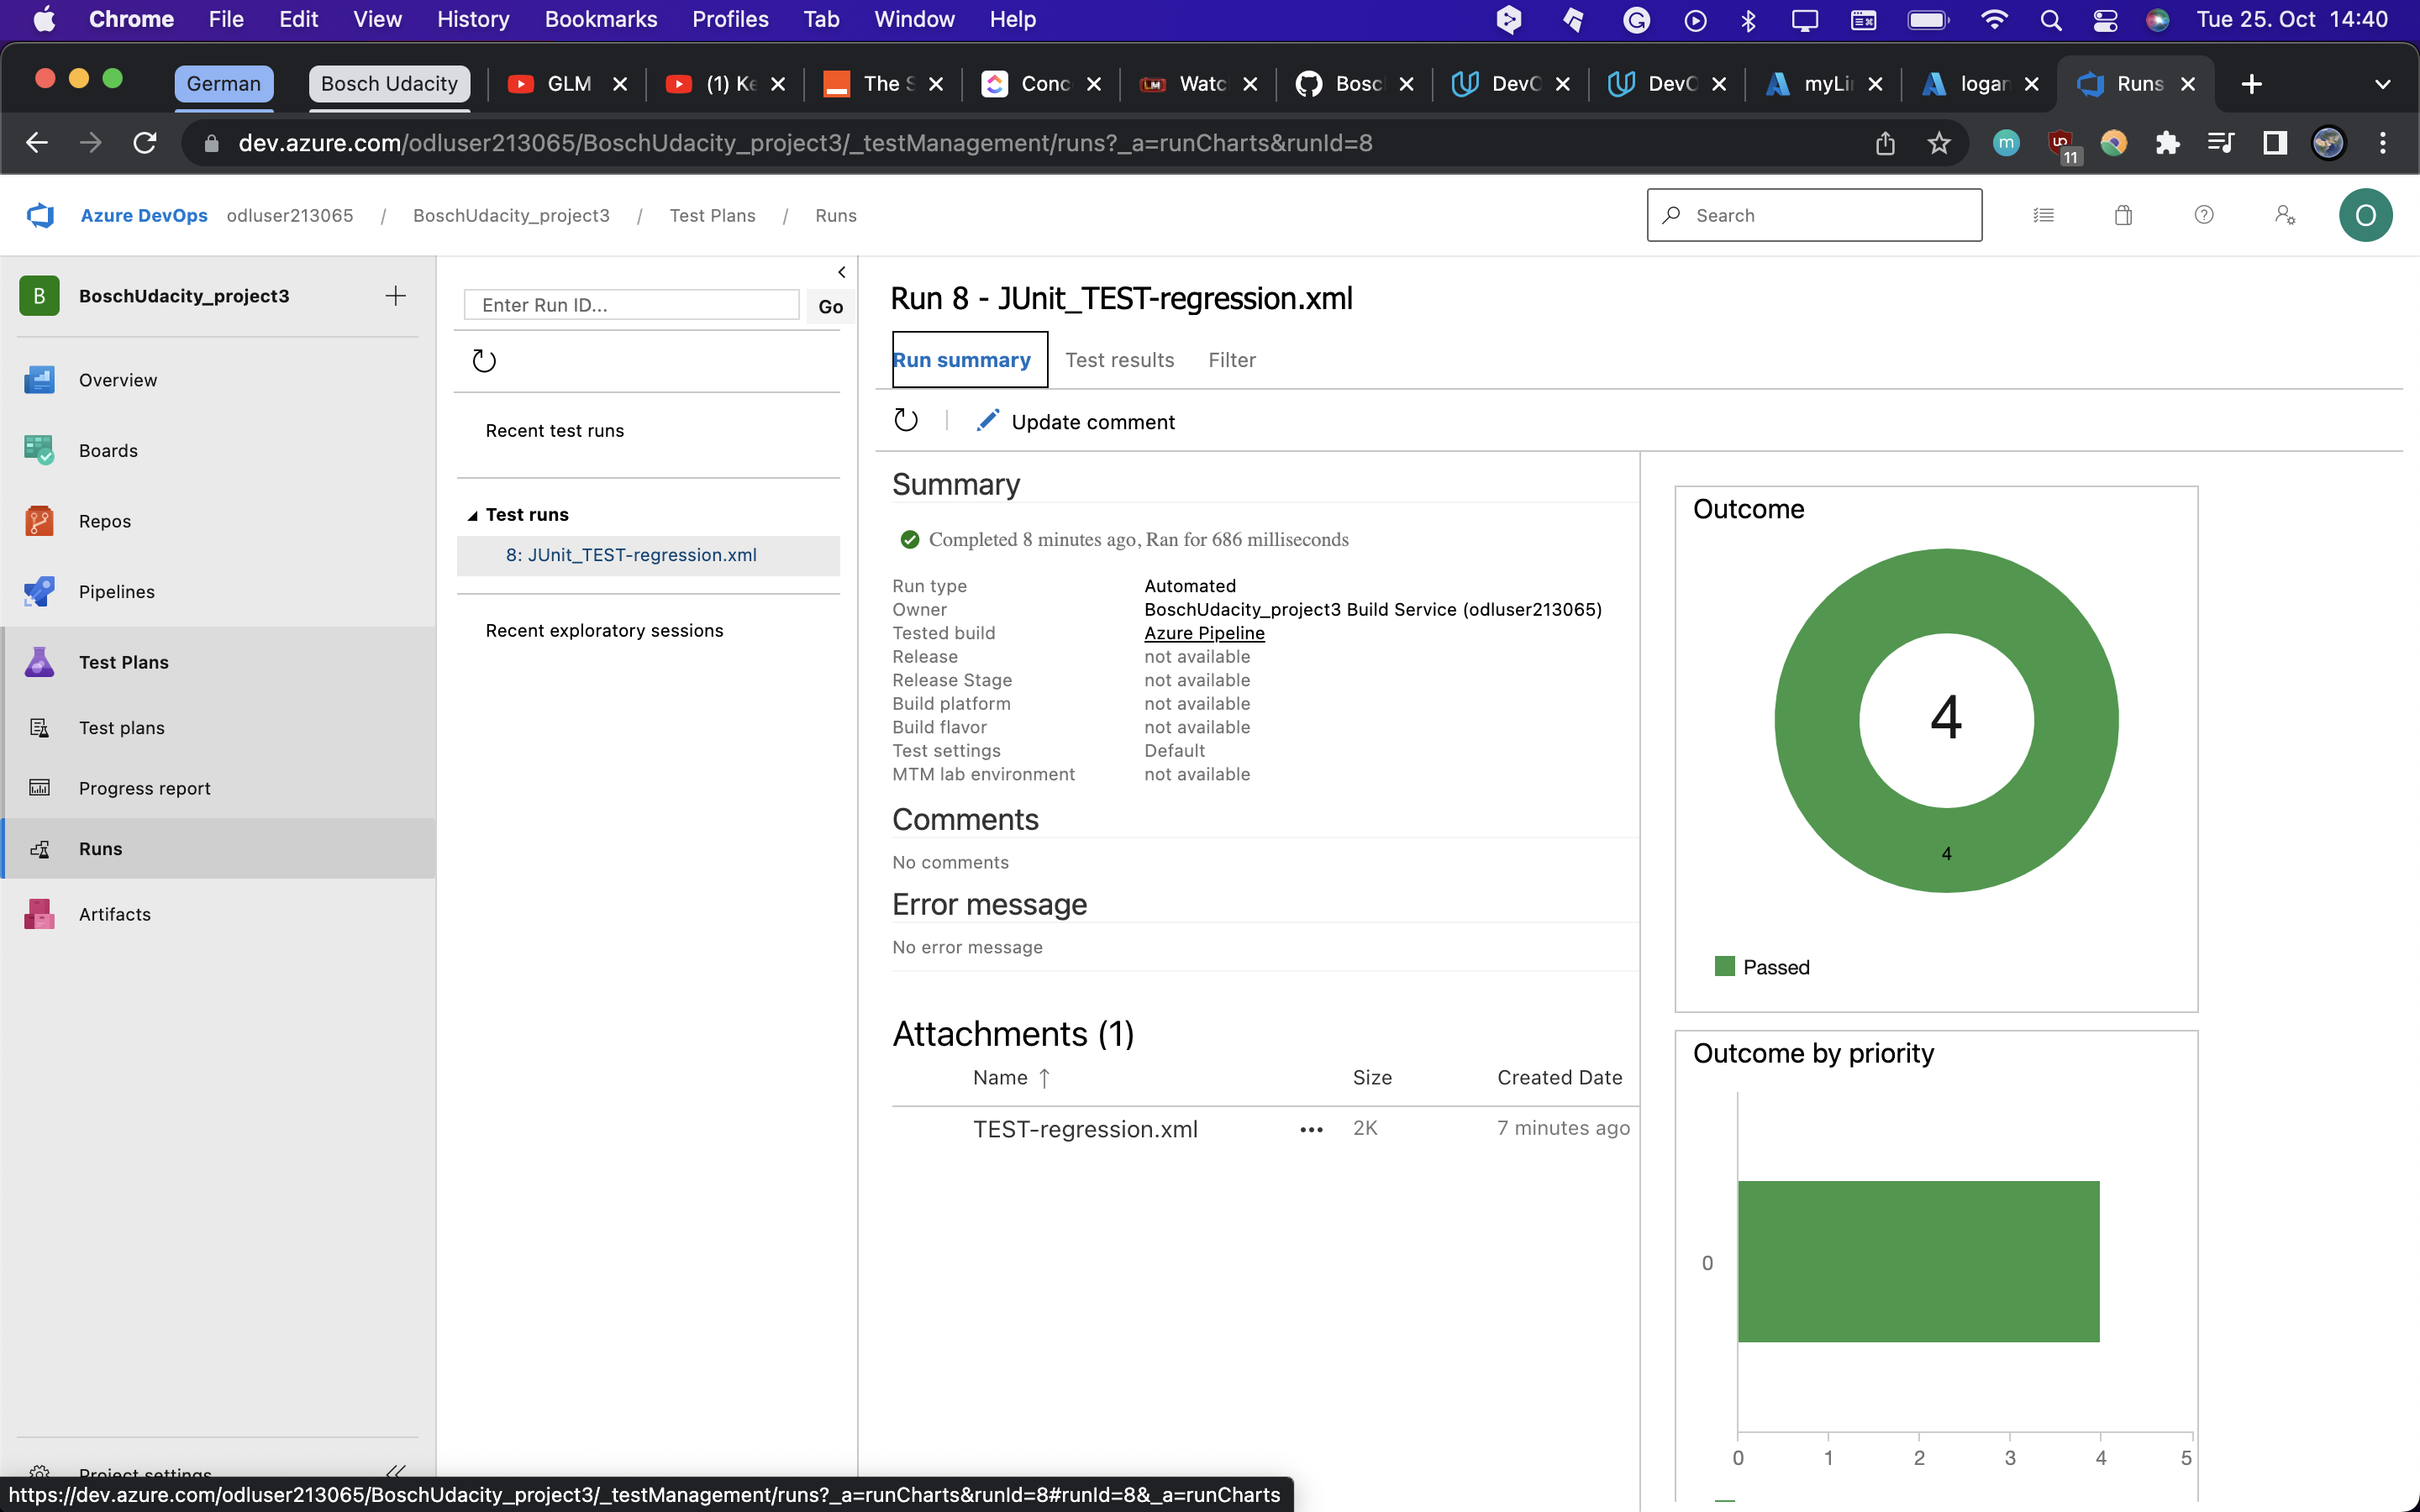 Chrome File Edit View History Bookmarks Profiles Tab Window Help Tue 25. Oct 14:40
German Bosch Udacity GLM (1) Ke The S Conc Watc Bosc DevO DevO myLi logan Runs
dev.azure.com/odluser213065/BoschUdacity_project3/_testManagement/runs?_a=runCharts&runId=8
m
11
Azure DevOps odluser213065 / BoschUdacity_project3 / Test Plans / Runs
Search
O
B BoschUdacity_project3
Overview
Boards
Repos
Pipelines
Test Plans
Test plans
Progress report
Runs
Artifacts
Project settings
Enter Run ID...
Go
Recent test runs
Test runs
8: JUnit_TEST-regression.xml
Recent exploratory sessions
Run 8 - JUnit_TEST-regression.xml
Run summary Test results Filter
Update comment
Summary
Completed 8 minutes ago, Ran for 686 milliseconds
Run type Automated
Owner BoschUdacity_project3 Build Service (odluser213065)
Tested build Azure Pipeline
Release not available
Release Stage not available
Build platform not available
Build flavor not available
Test settings Default
MTM lab environment not available
Comments
No comments
Error message
No error message
Attachments (1)
Name Size Created Date
TEST-regression.xml 2K 7 minutes ago
Outcome
4
4
Passed
Outcome by priority
0
0 1 2 3 4 5
https://dev.azure.com/odluser213065/BoschUdacity_project3/_testManagement/runs?_a=runCharts&runId=8#runId=8&_a=runCharts